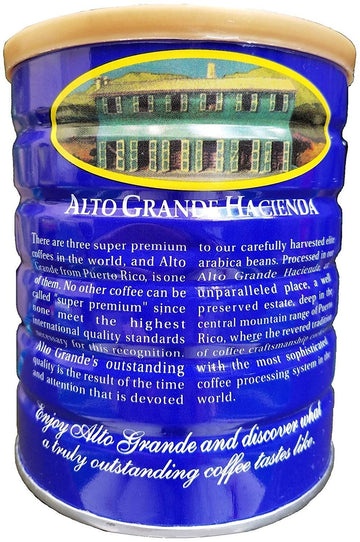 ALTO GRANDE HACIENDA
There are three super premium
coffees in the world, and Alto
Grande from Puerto Rico, is one
of them. No other coffee can be
called "super premium" since
none meet the highest
international quality standards
necessary for this recognition.
Alto Grande's outstanding
quality is the result of the time
and attention that is devoted
to our carefully harvested elite
arabica beans. Processed in our
Alto Grande Hacienda, an
unparalleled place, a well
preserved estate, deep in the
central mountain range of Puerto
Rico, where the revered tradition
of coffee craftsmanship
with the most sophisticated
coffee processing system in the
world.
Enjoy Alto Grande and discover what
a truly outstanding coffee tastes like.